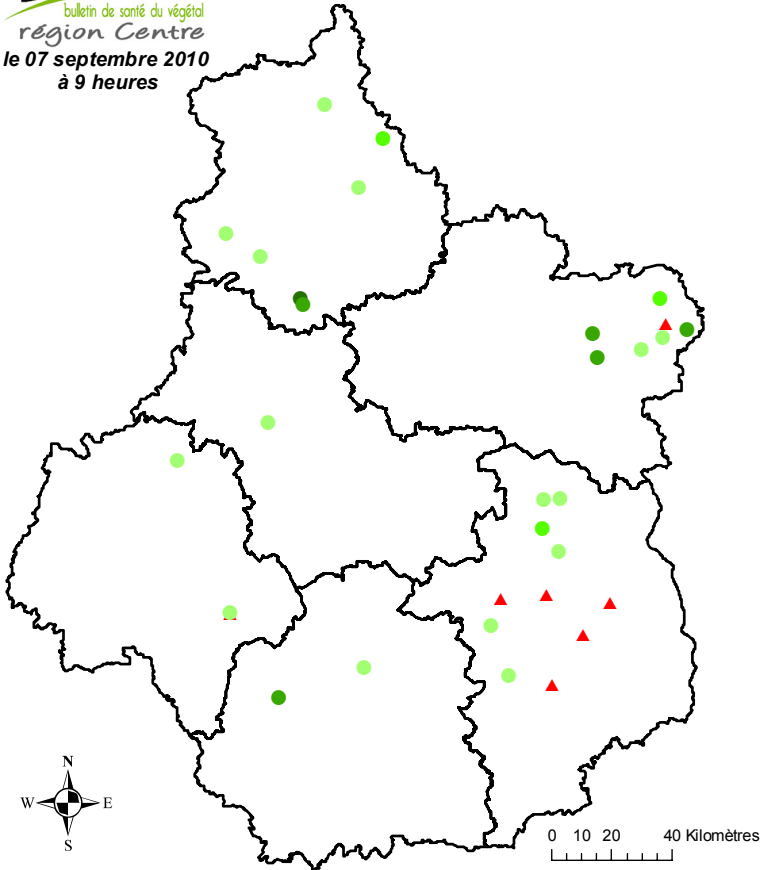 bulletin de santé du végétal
région Centre
le 07 septembre 2010
à 9 heures
N
W E
S
0 10 20 40 Kilomètres